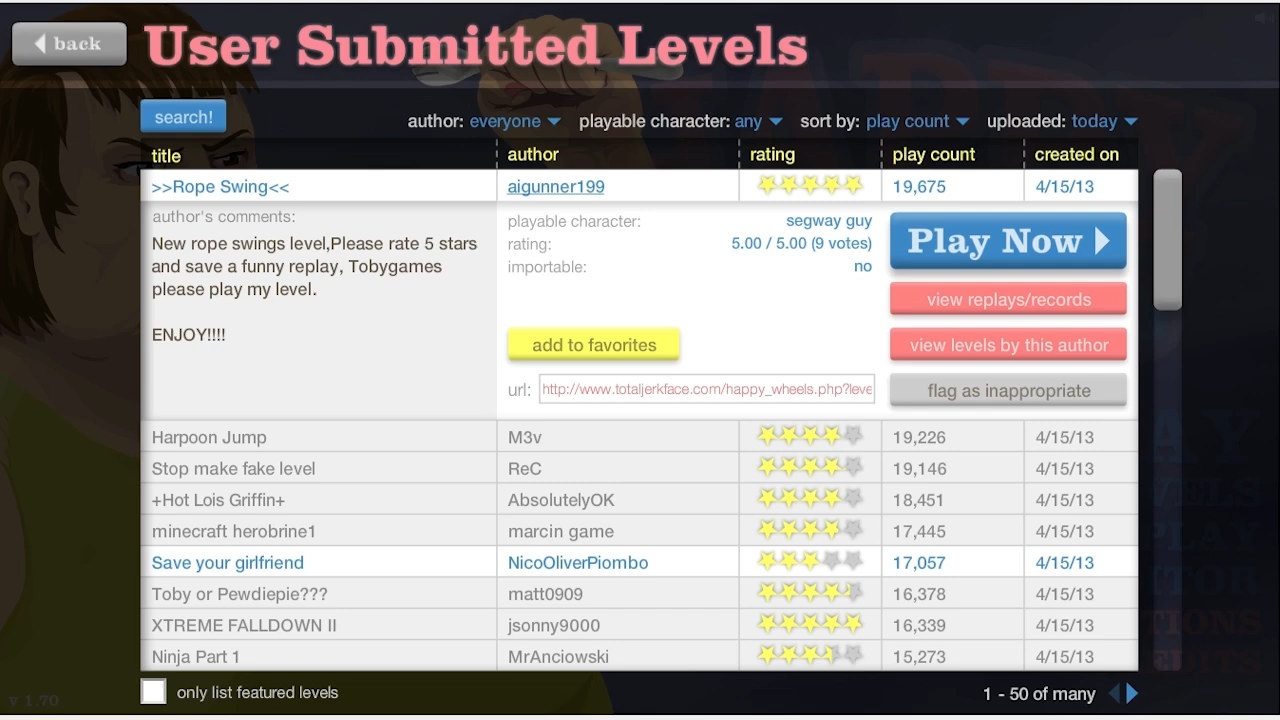 back
User Submitted Levels
search!
author: everyone playable character: any sort by: play count uploaded: today
title author rating play count created on
>>Rope Swing<< aigunner199 19,675 4/15/13
author's comments:
New rope swings level,Please rate 5 stars
and save a funny replay, Tobygames
please play my level.
ENJOY!!!!
playable character: segway guy
rating: 5.00 / 5.00 (9 votes)
importable: no
add to favorites
url: http://www.totaljerkface.com/happy_wheels.php?leve
Play Now
view replays/records
view levels by this author
flag as inappropriate
Harpoon Jump M3v 19,226 4/15/13
Stop make fake level ReC 19,146 4/15/13
+Hot Lois Griffin+ AbsolutelyOK 18,451 4/15/13
minecraft herobrine1 marcin game 17,445 4/15/13
Save your girlfriend NicoOliverPiombo 17,057 4/15/13
Toby or Pewdiepie??? matt0909 16,378 4/15/13
XTREME FALLDOWN II jsonny9000 16,339 4/15/13
Ninja Part 1 MrAnciowski 15,273 4/15/13
only list featured levels
1 - 50 of many
v 1.70